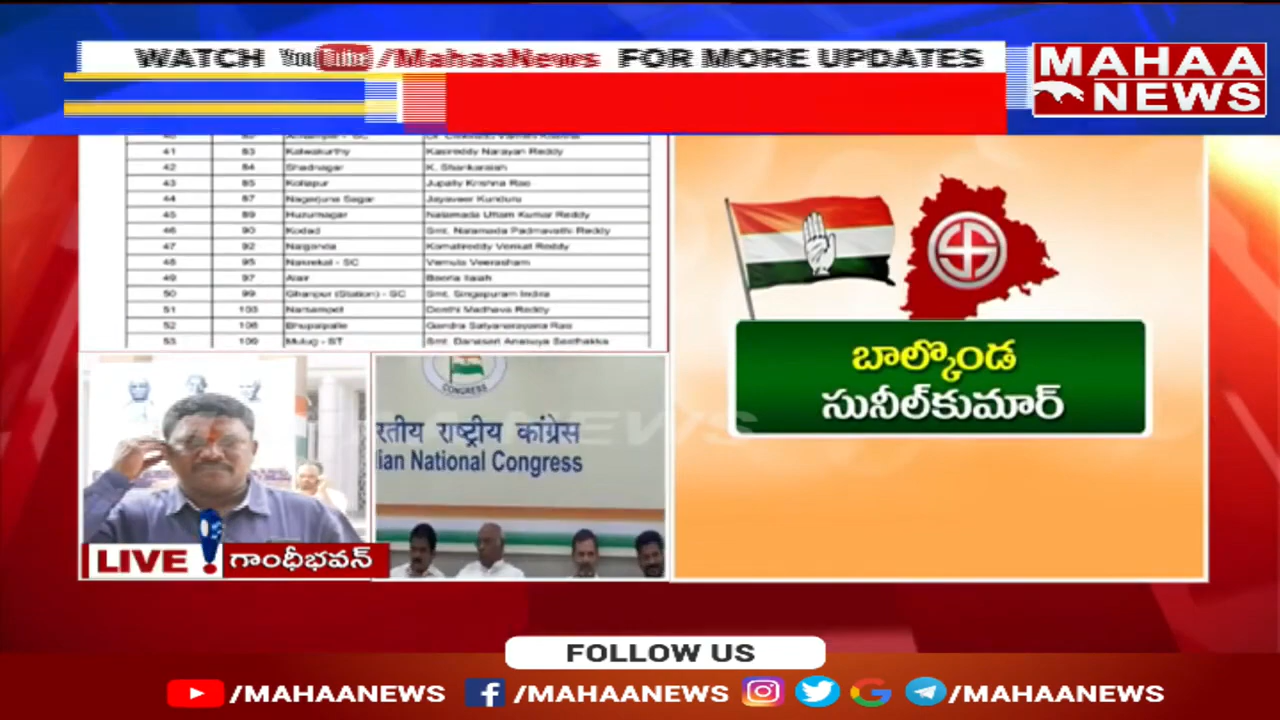 WATCH YouTube /MahaaNews FOR MORE UPDATES
MAHAA
NEWS
41 83 Kalwakurthy Kasireddy Narayan Reddy
42 84 Shadnagar K. Shankaraiah
43 85 Kollapur Jupally Krishna Rao
44 87 Nagarjuna Sagar Jayaveer Kunduru
45 89 Huzurnagar Nalamada Uttam Kumar Reddy
46 90 Kodad Smt. Nalamada Padmavathi Reddy
47 92 Nalgonda Komatireddy Venkat Reddy
48 95 Nakrekal - SC Vemula Veeresham
49 97 Alair Beerla Ilaiah
50 99 Ghanpur (Station) - SC Smt. Singapuram Indira
51 103 Narsampet Donthi Madhava Reddy
52 108 Bhupalpalle Gandra Satyanarayana Rao
53 109 Mulug - ST Smt. Danasari Anasuya Seethakka
బాల్కొండ
సునీల్‌కుమార్
CONGRESS
रतीय राष्ट्रीय कांग्रेस
ian National Congress
LIVE గాంధీభవన్
FOLLOW US
/MAHAANEWS /MAHAANEWS /MAHAANEWS